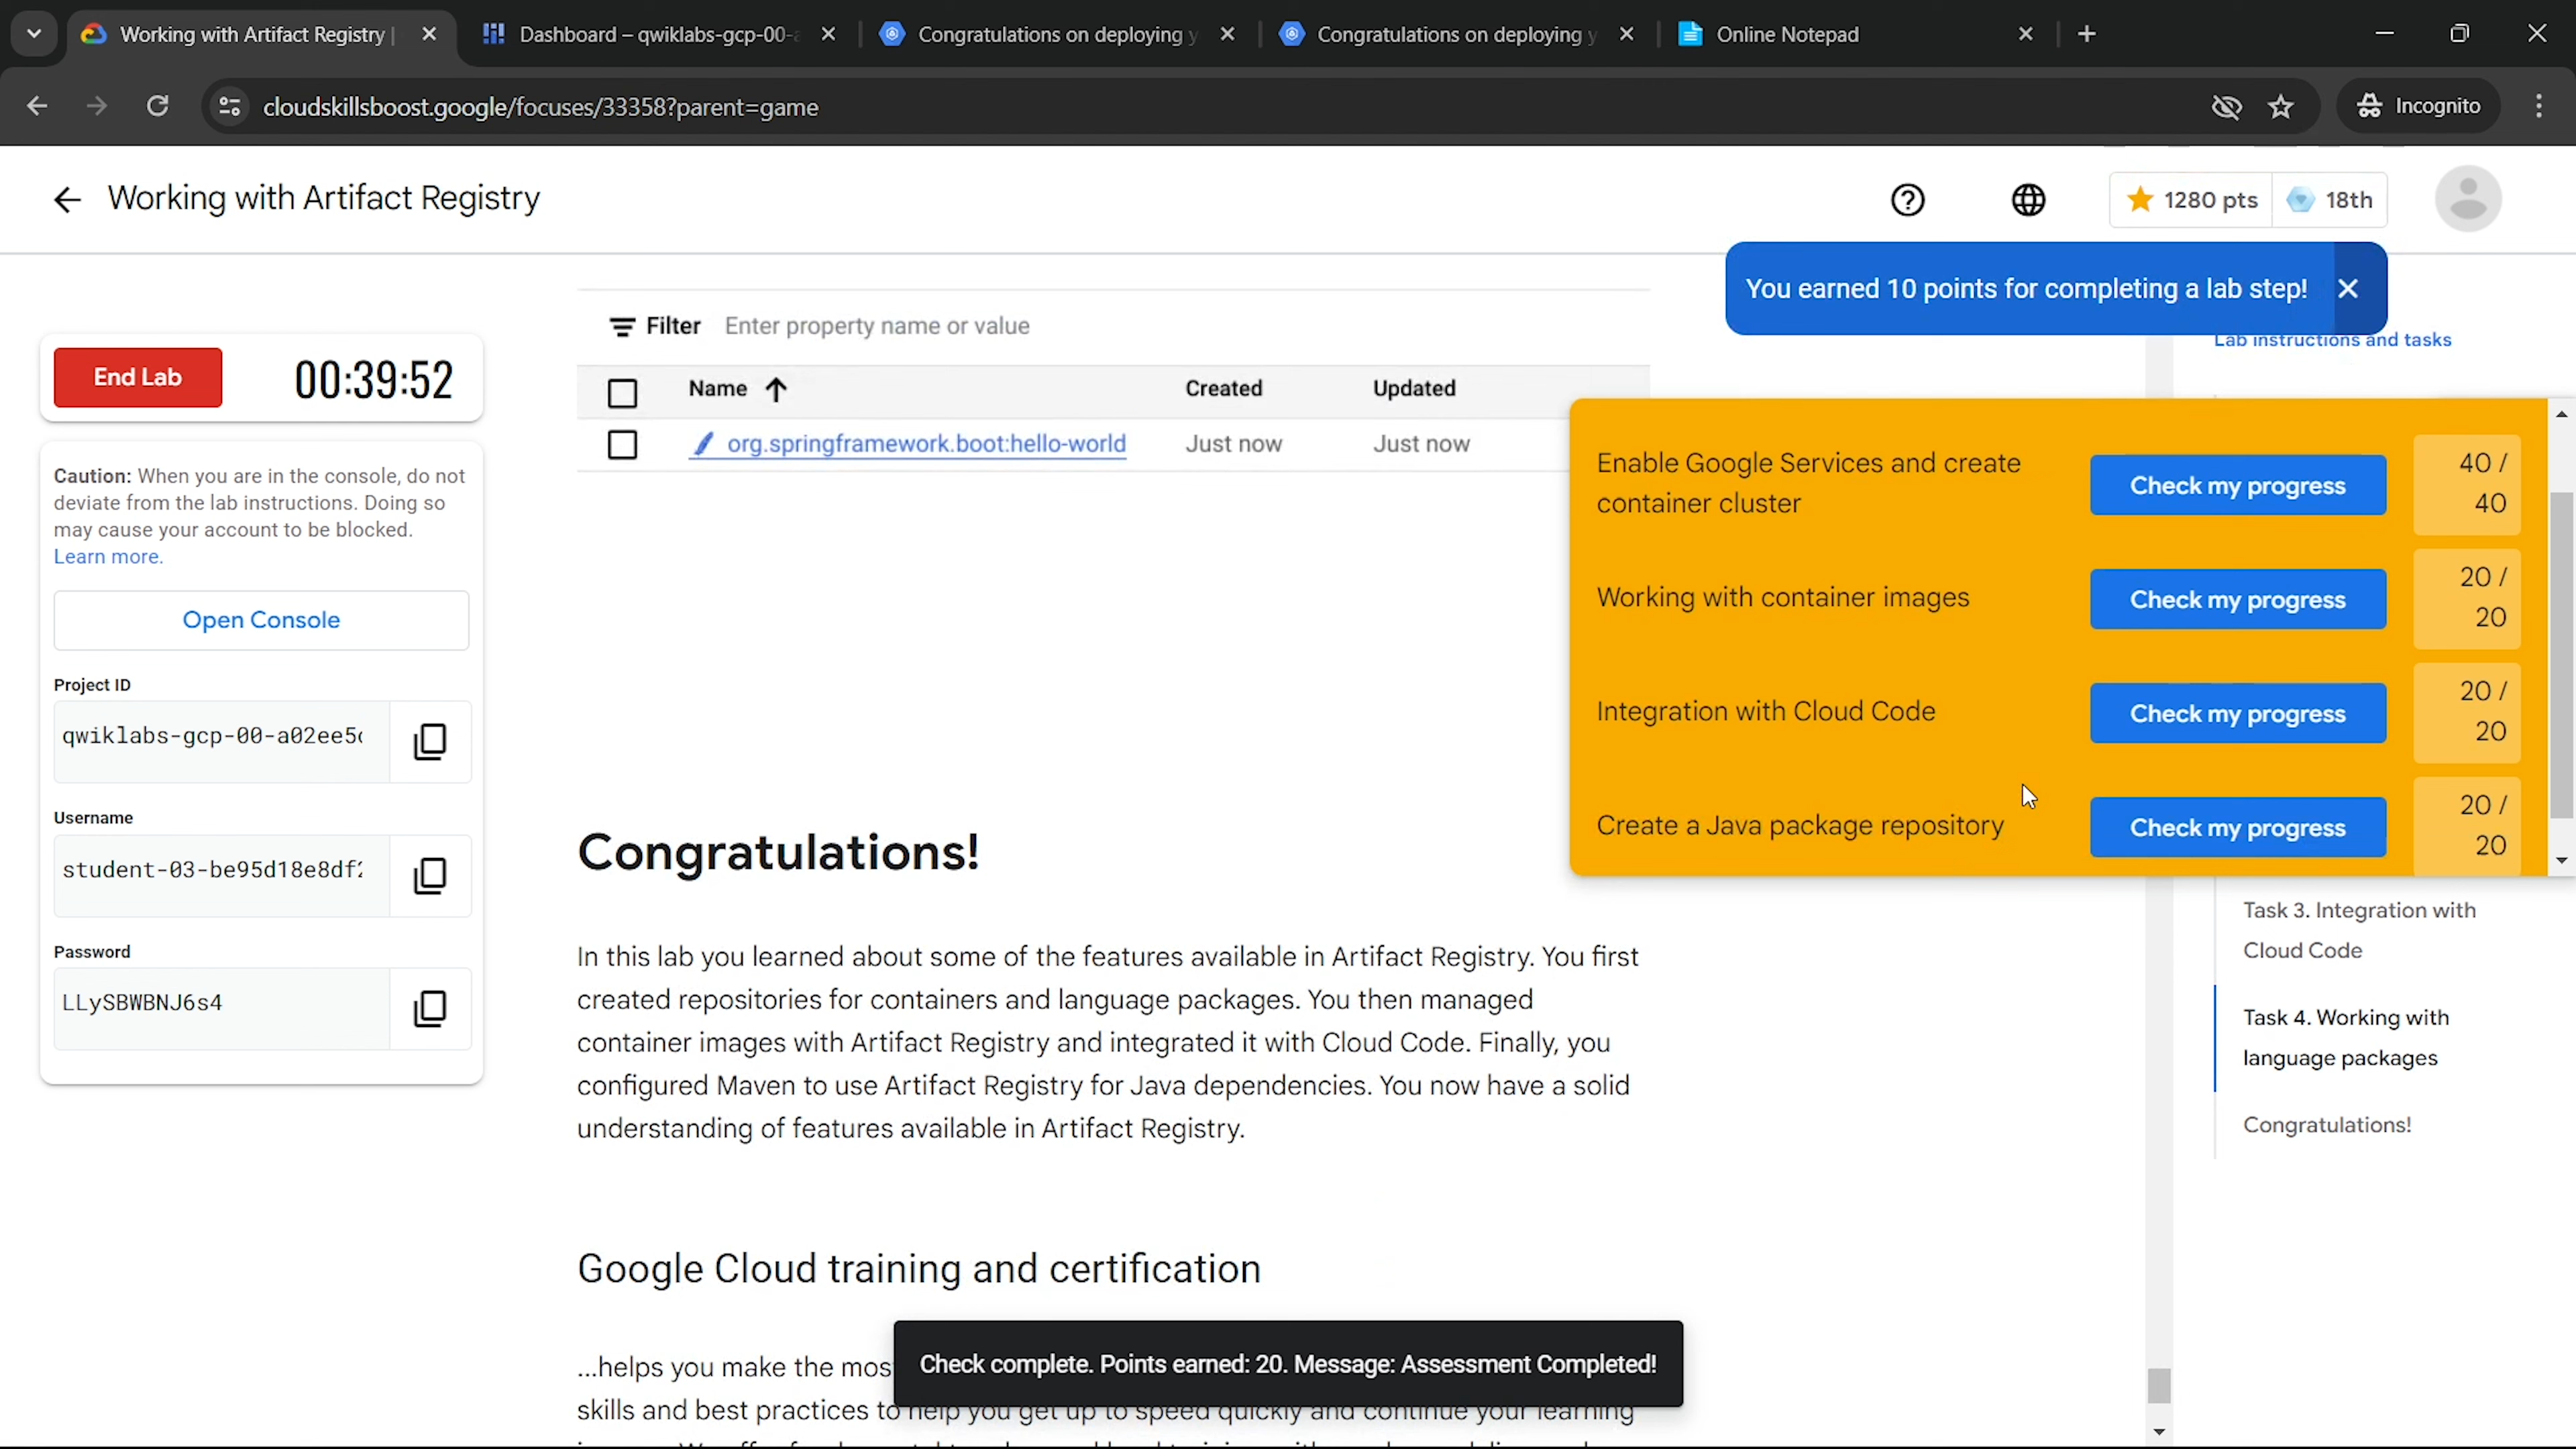 Working with Artifact Registry |
Dashboard – qwiklabs-gcp-00-a
Congratulations on deploying y
Congratulations on deploying y
Online Notepad
cloudskillsboost.google/focuses/33358?parent=game
Incognito
Working with Artifact Registry
1280 pts
18th
You earned 10 points for completing a lab step!
Lab instructions and tasks
End Lab
00:39:52
Caution: When you are in the console, do not
deviate from the lab instructions. Doing so
may cause your account to be blocked.
Learn more.
Open Console
Project ID
qwiklabs-gcp-00-a02ee5
Username
student-03-be95d18e8df2
Password
LLySBWBNJ6s4
Filter Enter property name or value
Name Created Updated
org.springframework.boot:hello-world Just now Just now
Enable Google Services and create
container cluster
Check my progress
40 /
40
Working with container images
Check my progress
20 /
20
Integration with Cloud Code
Check my progress
20 /
20
Create a Java package repository
Check my progress
20 /
20
Congratulations!
In this lab you learned about some of the features available in Artifact Registry. You first
created repositories for containers and language packages. You then managed
container images with Artifact Registry and integrated it with Cloud Code. Finally, you
configured Maven to use Artifact Registry for Java dependencies. You now have a solid
understanding of features available in Artifact Registry.
Google Cloud training and certification
...helps you make the mos
skills and best practices to help you get up to speed quickly and continue your learning
Check complete. Points earned: 20. Message: Assessment Completed!
Task 3. Integration with
Cloud Code
Task 4. Working with
language packages
Congratulations!